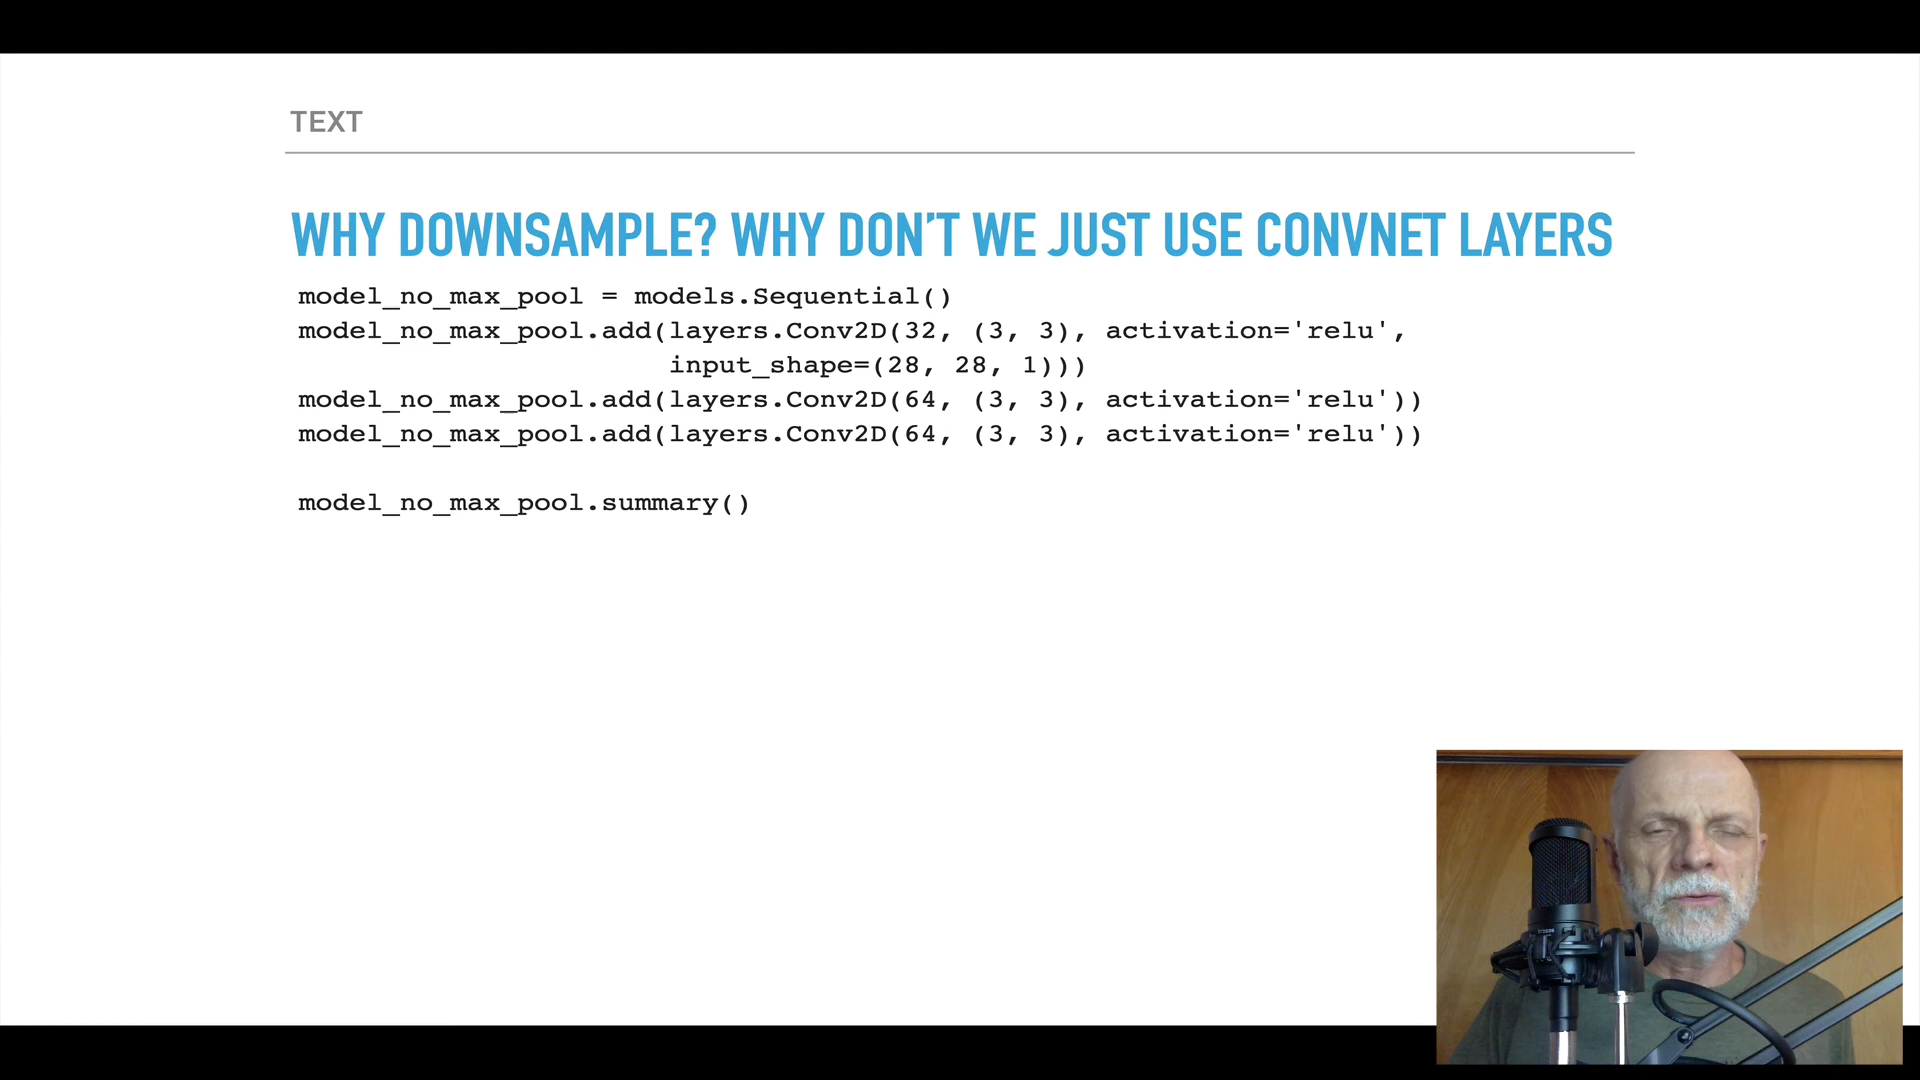 TEXT
WHY DOWNSAMPLE? WHY DON’T WE JUST USE CONVNET LAYERS
model_no_max_pool = models.Sequential()
model_no_max_pool.add(layers.Conv2D(32, (3, 3), activation='relu',
                      input_shape=(28, 28, 1)))
model_no_max_pool.add(layers.Conv2D(64, (3, 3), activation='relu'))
model_no_max_pool.add(layers.Conv2D(64, (3, 3), activation='relu'))
model_no_max_pool.summary()